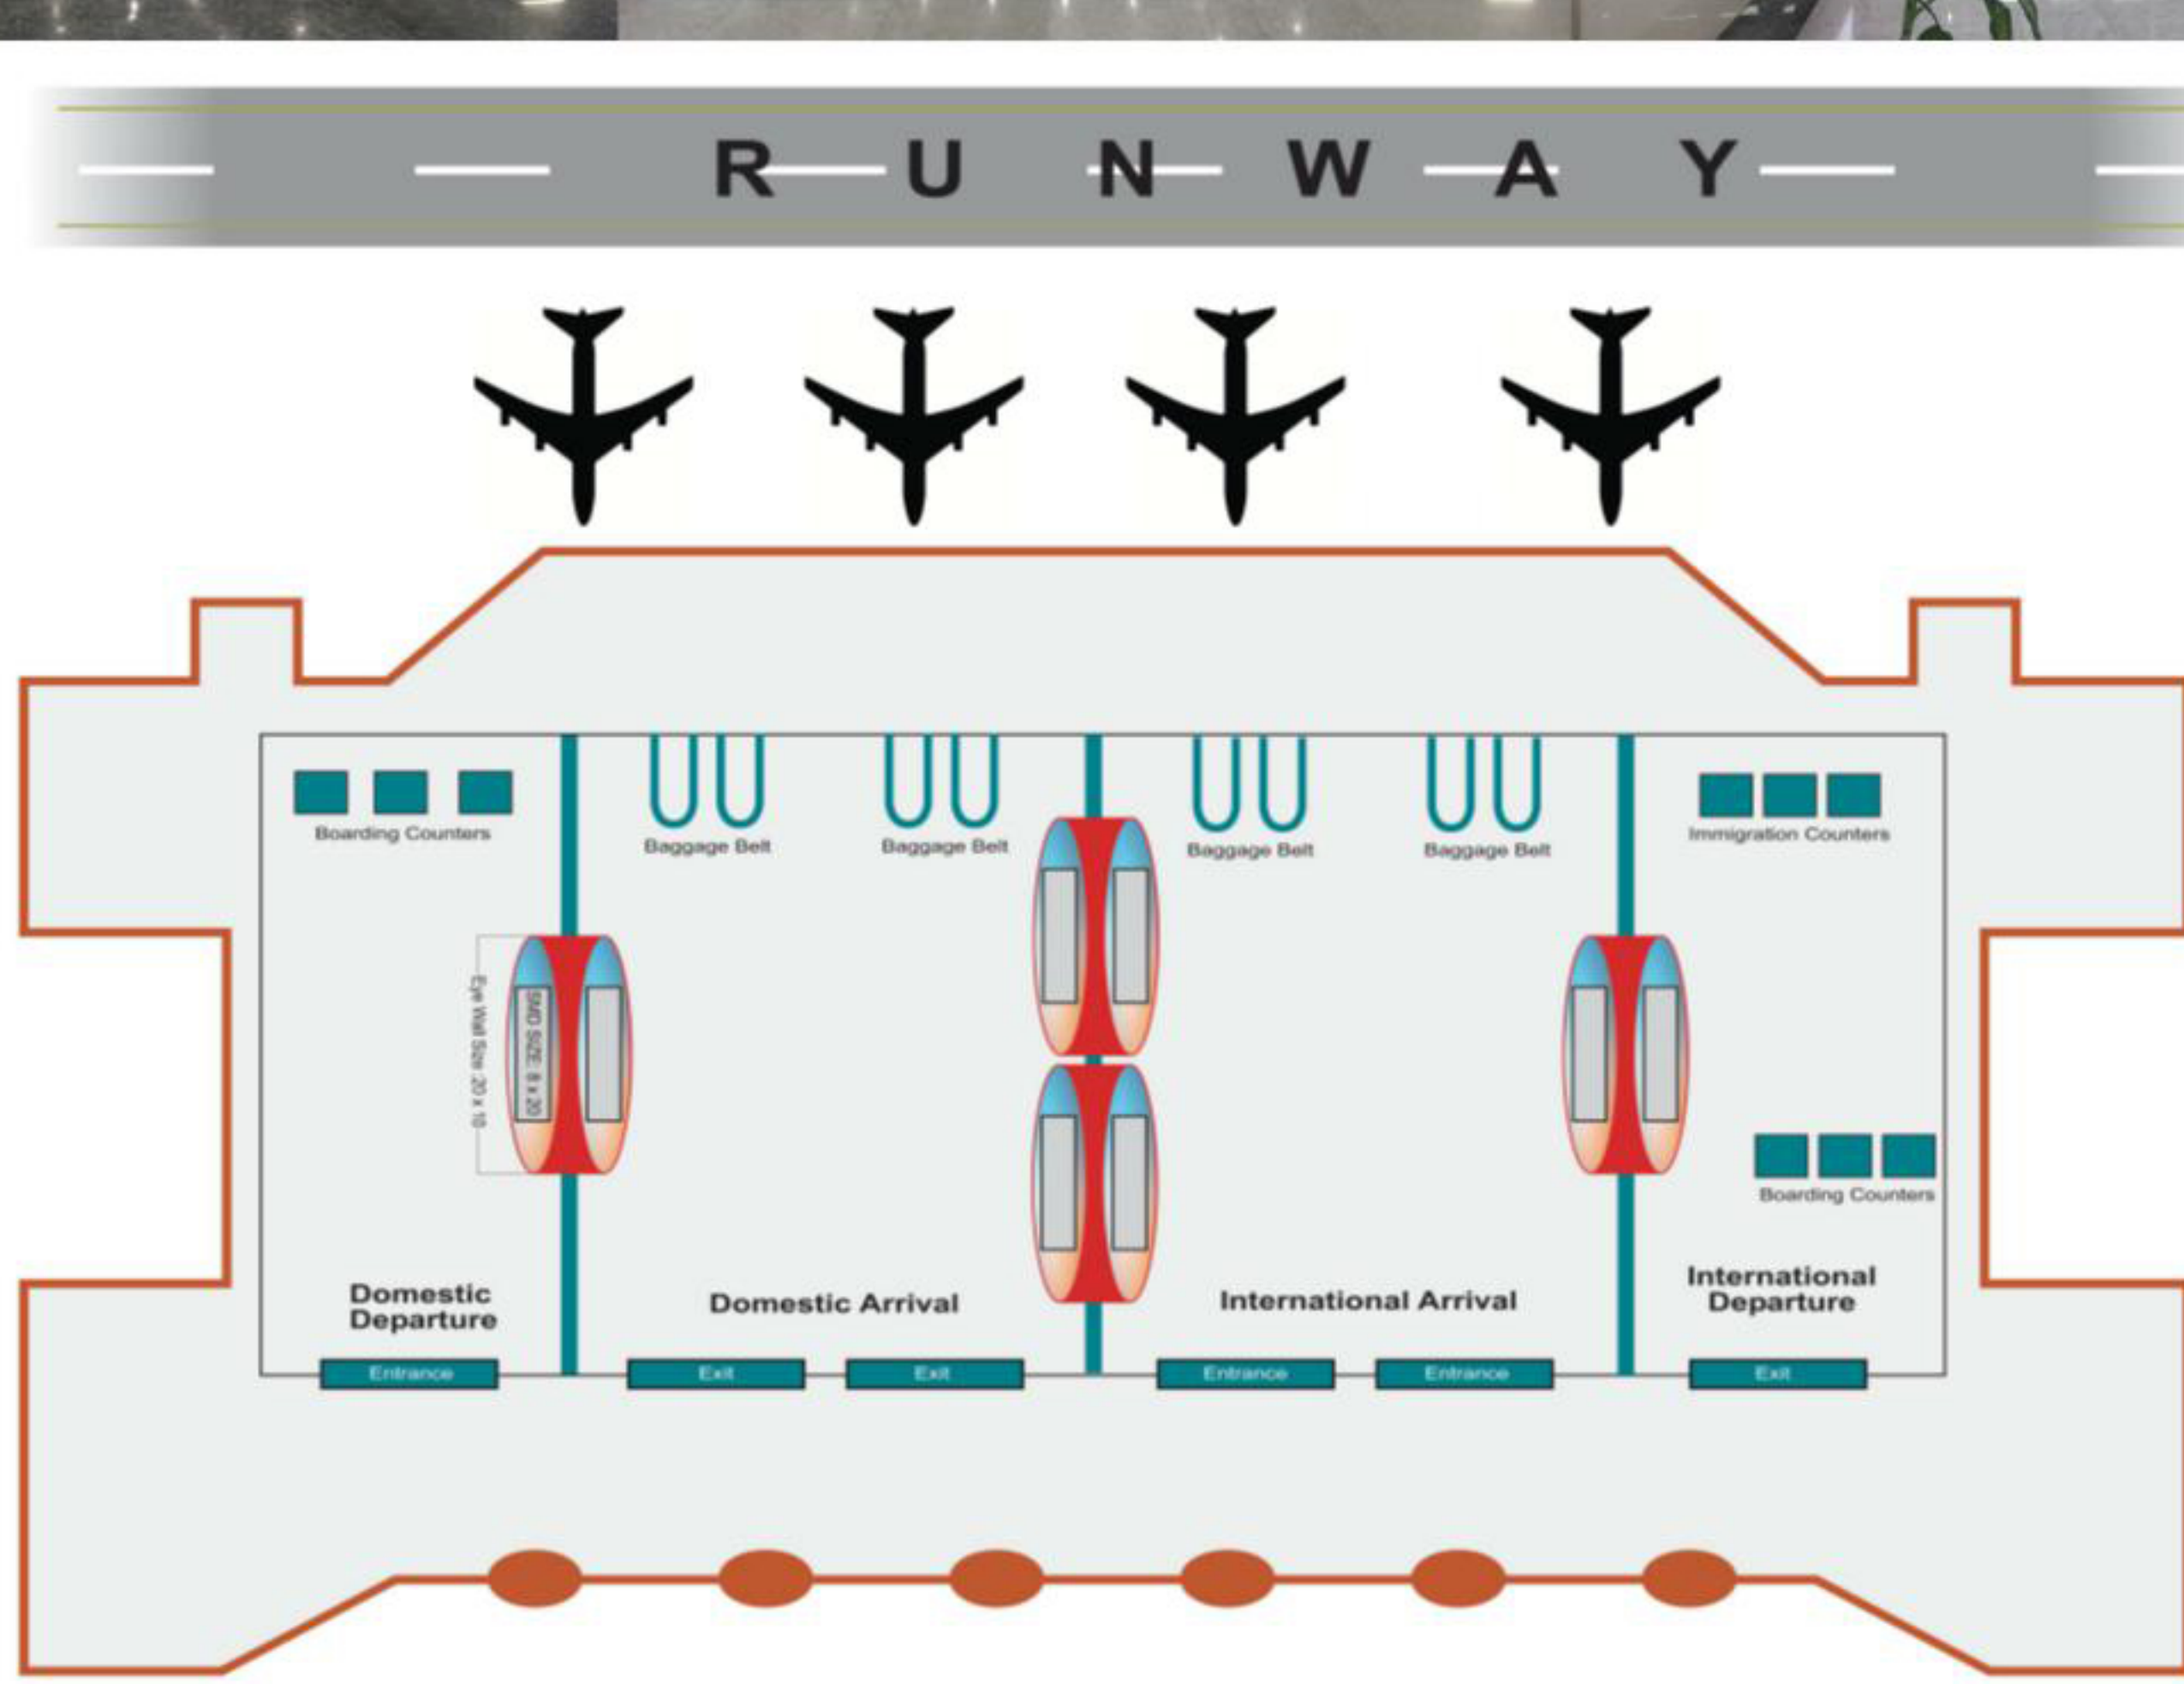 R U N W A Y
Boarding Counters
Baggage Belt
Baggage Belt
Baggage Belt
Baggage Belt
Immigration Counters
Eye Wall Size :20 x 10
SMD SIZE: 8 x 20
Boarding Counters
Domestic
Departure
Domestic Arrival
International Arrival
International
Departure
Entrance
Exit
Exit
Entrance
Entrance
Exit